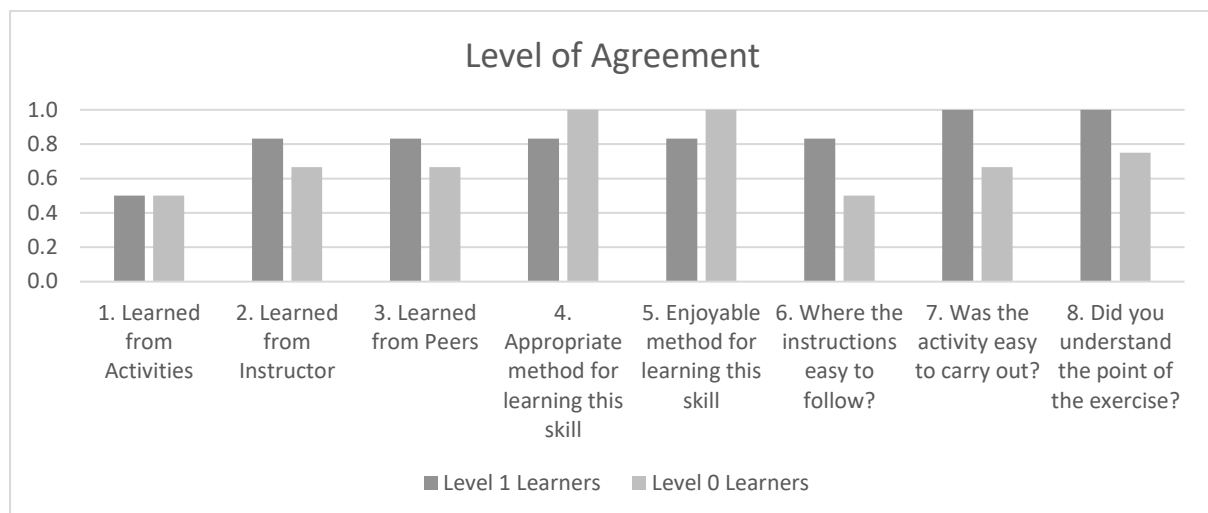 Level of Agreement
1.0
0.8
0.6
0.4
0.2
0.0
1. Learned
from
Activities
2. Learned
from
Instructor
3. Learned
from Peers
4.
Appropriate
method for
learning this
skill
5. Enjoyable
method for
learning this
skill
6. Where the
instructions
easy to
follow?
7. Was the
activity easy
to carry out?
8. Did you
understand
the point of
the exercise?
Level 1 Learners
Level 0 Learners